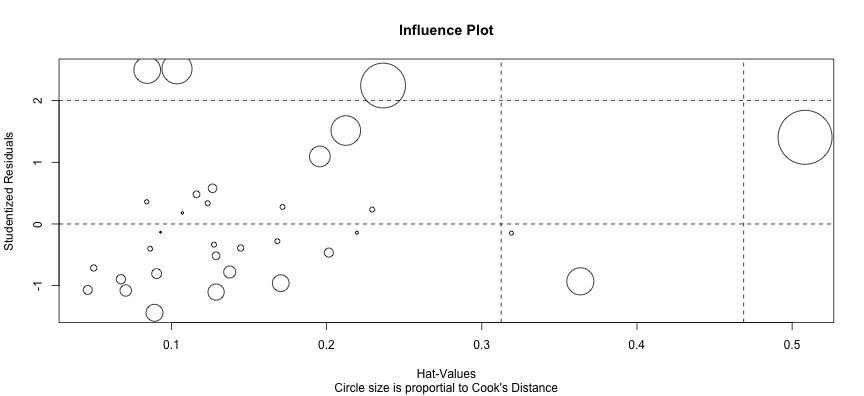 Influence Plot
Studentized Residuals
2
1
0
-1
0.1 0.2 0.3 0.4 0.5
Hat-Values
Circle size is proportial to Cook's Distance